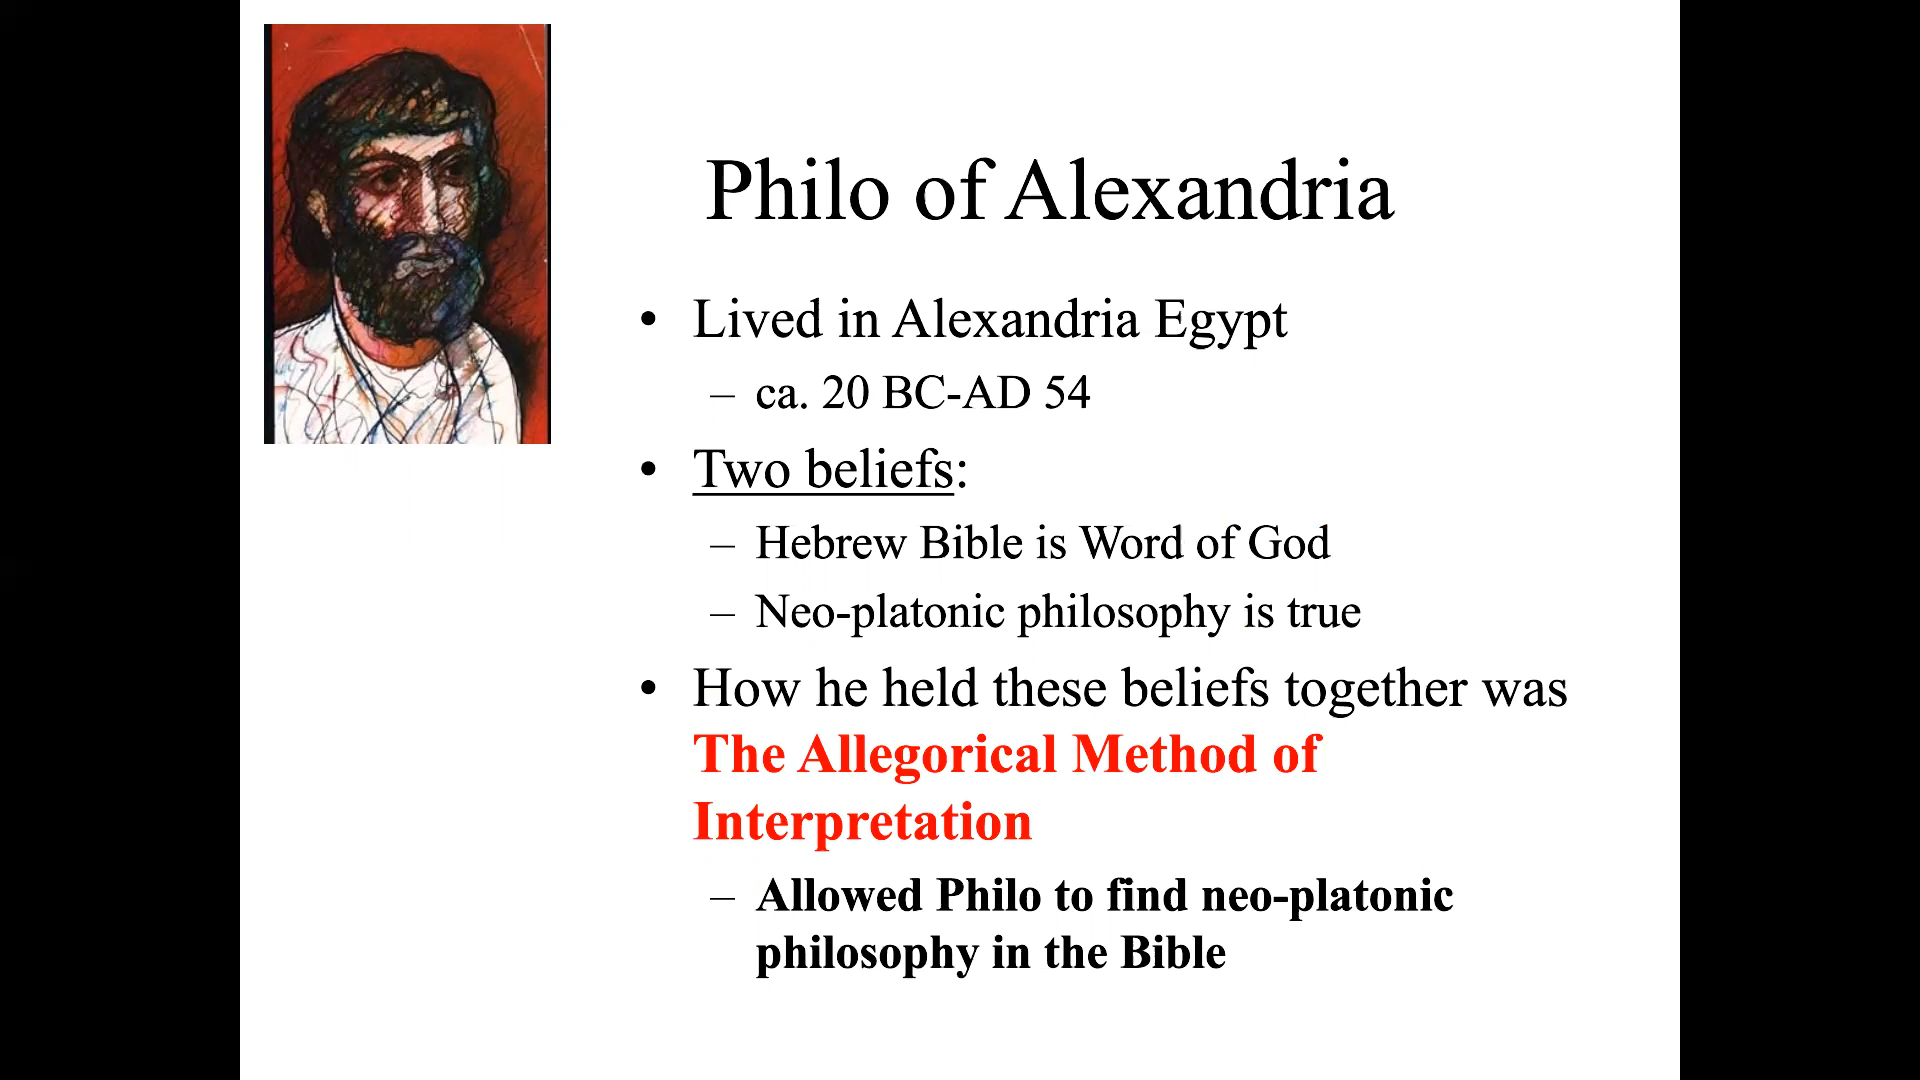 Philo of Alexandria
• Lived in Alexandria Egypt
– ca. 20 BC-AD 54
• Two beliefs:
– Hebrew Bible is Word of God
– Neo-platonic philosophy is true
• How he held these beliefs together was
The Allegorical Method of
Interpretation
– Allowed Philo to find neo-platonic
philosophy in the Bible